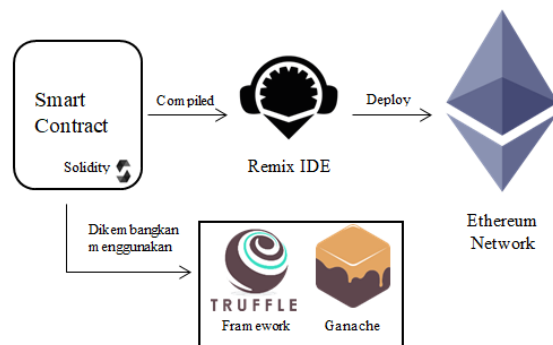 Smart
Contract
Solidity
Compiled
Remix IDE
Deploy
Ethereum
Network
Dikembangkan
menggunakan
TRUFFLE
Framework
Ganache